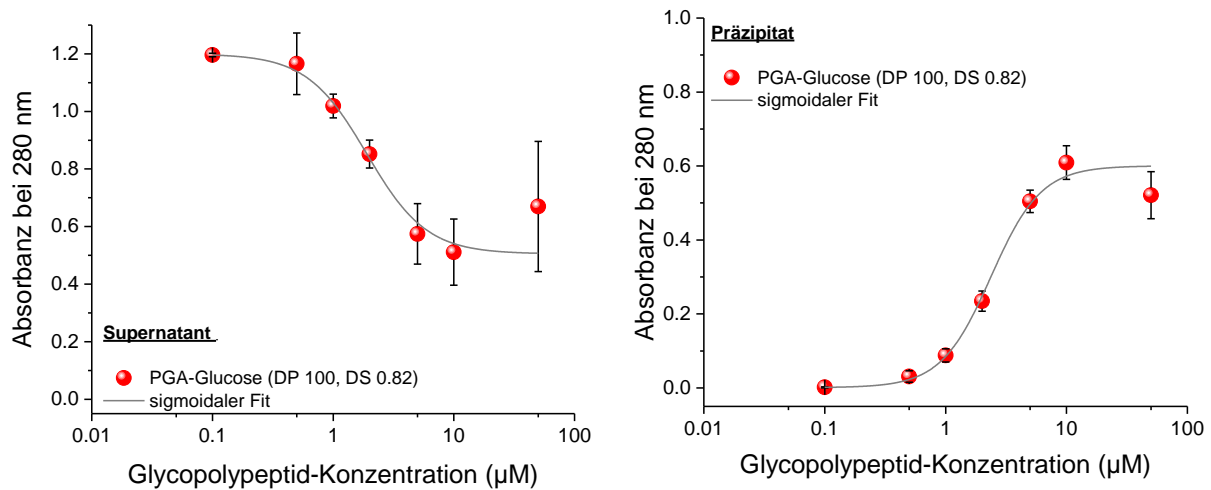 Absorbanz bei 280 nm
1.2
1.0
0.8
0.6
0.4
0.2
0.0
Supernatant
PGA-Glucose (DP 100, DS 0.82)
sigmoidaler Fit
0.01
0.1
1
10
100
Glycopolypeptid-Konzentration (µM)
Absorbanz bei 280 nm
1.0
0.8
0.6
0.4
0.2
0.0
Präzipitat
PGA-Glucose (DP 100, DS 0.82)
sigmoidaler Fit
0.01
0.1
1
10
100
Glycopolypeptid-Konzentration (µM)